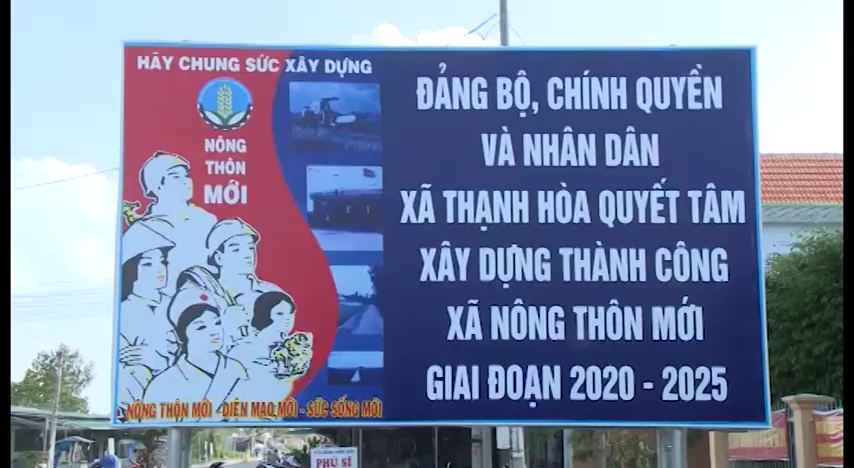 HÃY CHUNG SỨC XÂY DỰNG
NÔNG
THÔN
MỚI
NÔNG THÔN MỚI - DIỆN MẠO MỚI - SỨC SỐNG MỚI
ĐẢNG BỘ, CHÍNH QUYỀN
VÀ NHÂN DÂN
XÃ THẠNH HÒA QUYẾT TÂM
XÂY DỰNG THÀNH CÔNG
XÃ NÔNG THÔN MỚI
GIAI ĐOẠN 2020 - 2025
PHÙ SĨ